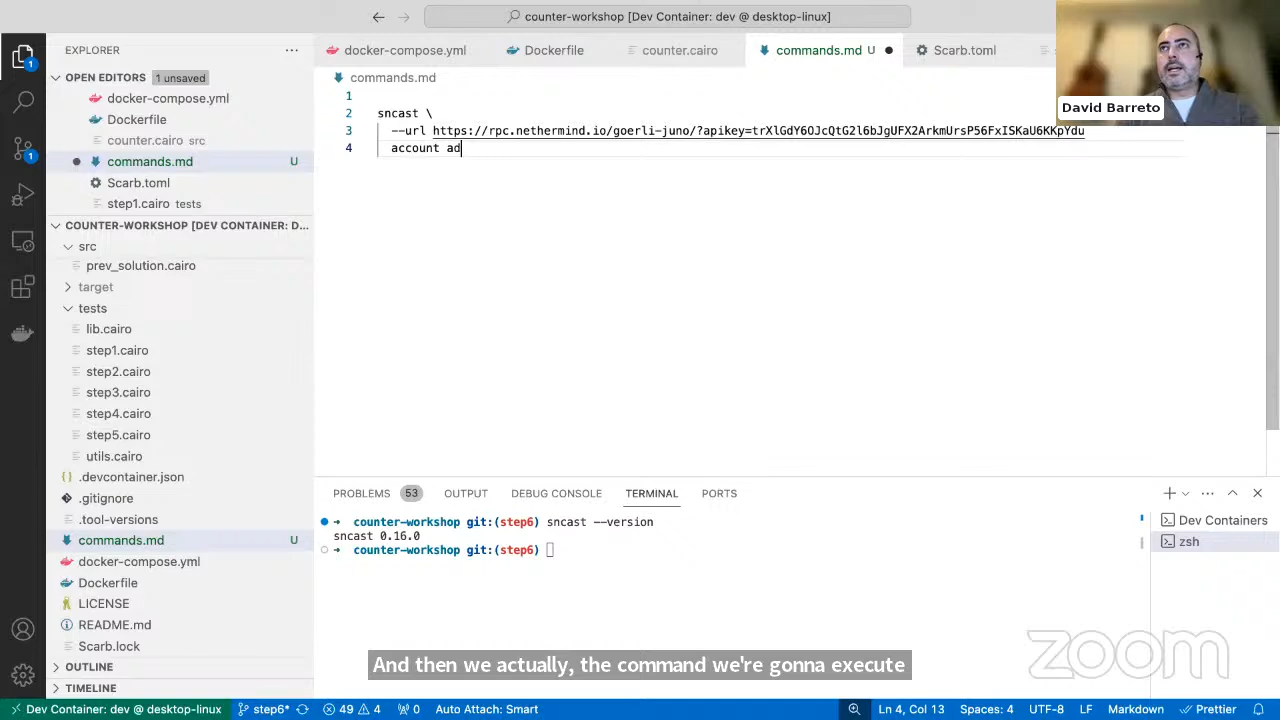 counter-workshop [Dev Container: dev @ desktop-linux]
EXPLORER
OPEN EDITORS 1 unsaved
docker-compose.yml
Dockerfile
counter.cairo src
commands.md U
Scarb.toml
step1.cairo tests
COUNTER-WORKSHOP [DEV CONTAINER: D...
src
prev_solution.cairo
target
tests
lib.cairo
step1.cairo
step2.cairo
step3.cairo
step4.cairo
step5.cairo
utils.cairo
.devcontainer.json
.gitignore
.tool-versions
commands.md U
docker-compose.yml
Dockerfile
LICENSE
README.md
Scarb.lock
OUTLINE
TIMELINE
docker-compose.yml Dockerfile counter.cairo commands.md U Scarb.toml
commands.md
1
2 sncast \
3 --url https://rpc.nethermind.io/goerli-juno/?apikey=trXlGdY6OJcQtG2l6bJgUFX2ArkmUrsP56FxISKaU6KKpYdu
4 account ad
David Barreto
PROBLEMS 53 OUTPUT DEBUG CONSOLE TERMINAL PORTS
counter-workshop git:(step6) sncast --version
sncast 0.16.0
counter-workshop git:(step6)
Dev Containers
zsh
And then we actually, the command we're gonna execute
zoom
Dev Container: dev @ desktop-linux step6* 49 4 0 Auto Attach: Smart Ln 4, Col 13 Spaces: 4 UTF-8 LF Markdown Prettier